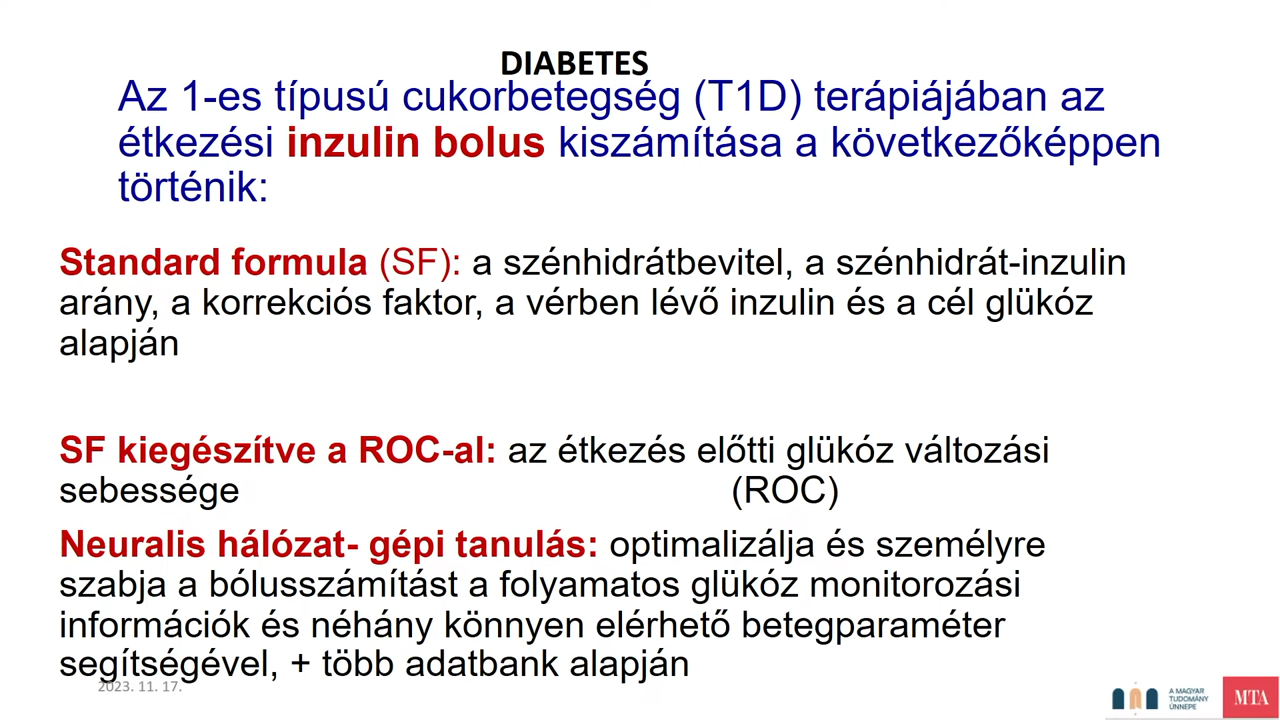 DIABETES
Az 1-es típusú cukorbetegség (T1D) terápiájában az
étkezési inzulin bolus kiszámítása a következőképpen
történik:
Standard formula (SF): a szénhidrátbevitel, a szénhidrát-inzulin
arány, a korrekciós faktor, a vérben lévő inzulin és a cél glükóz
alapján
SF kiegészítve a ROC-al: az étkezés előtti glükóz változási
sebessége (ROC)
Neuralis hálózat- gépi tanulás: optimalizálja és személyre
szabja a bólusszámítást a folyamatos glükóz monitorozási
információk és néhány könnyen elérhető betegparaméter
segítségével, + több adatbank alapján
2023. 11. 17.
A MAGYAR
TUDOMÁNY
ÜNNEPE
MTA